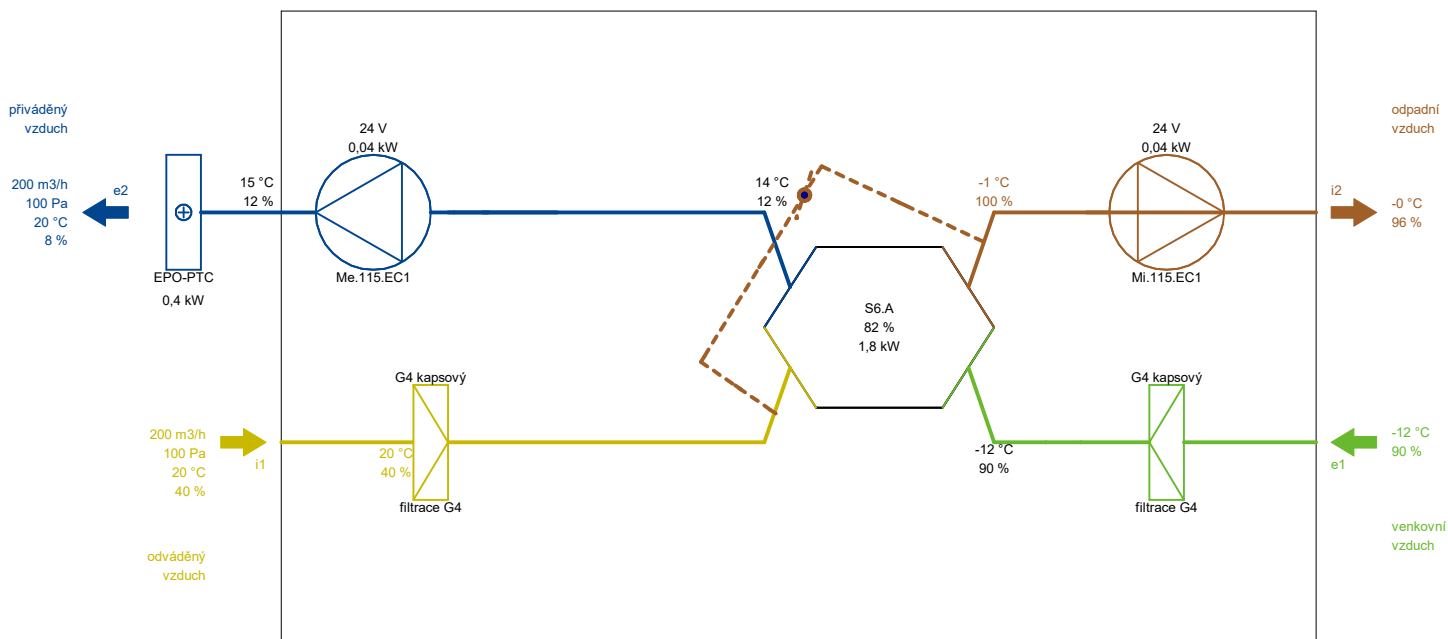 přiváděný
vzduch
200 m3/h
100 Pa
20 °C
8 %
e2
EPO-PTC
0,4 kW
15 °C
12 %
24 V
0,04 kW
Me.115.EC1
14 °C
12 %
-1 °C
100 %
24 V
0,04 kW
Mi.115.EC1
i2
odpadní
vzduch
-0 °C
96 %
S6.A
82 %
1,8 kW
200 m3/h
100 Pa
20 °C
40 %
i1
odváděný
vzduch
G4 kapsový
20 °C
40 %
filtrace G4
-12 °C
90 %
G4 kapsový
filtrace G4
e1
-12 °C
90 %
venkovní
vzduch